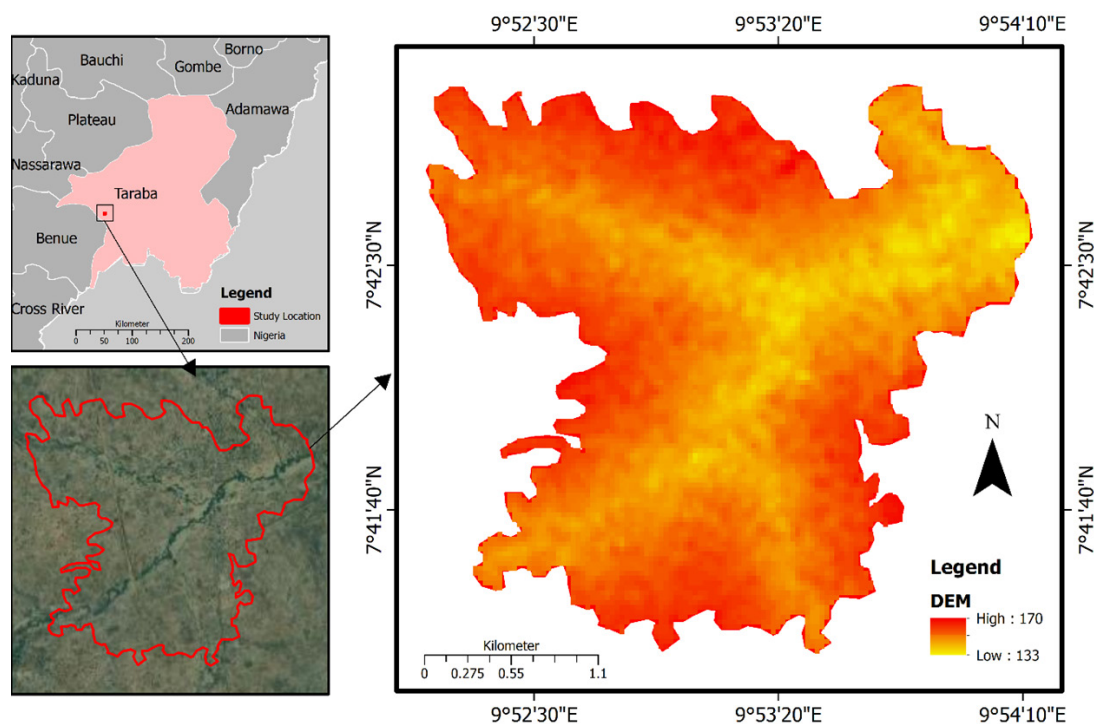 Borno
Bauchi
Gombe
Kaduna
Adamawa
Plateau
Nassarawa
Taraba
Benue
Cross River
Legend
Study Location
Nigeria
Kilometer
0 50 100 200
9°52'30"E 9°53'20"E 9°54'10"E
7°42'30"N 7°42'30"N
7°41'40"N 7°41'40"N
N
Legend
DEM
High : 170
Low : 133
Kilometer
0 0.275 0.55 1.1
9°52'30"E 9°53'20"E 9°54'10"E